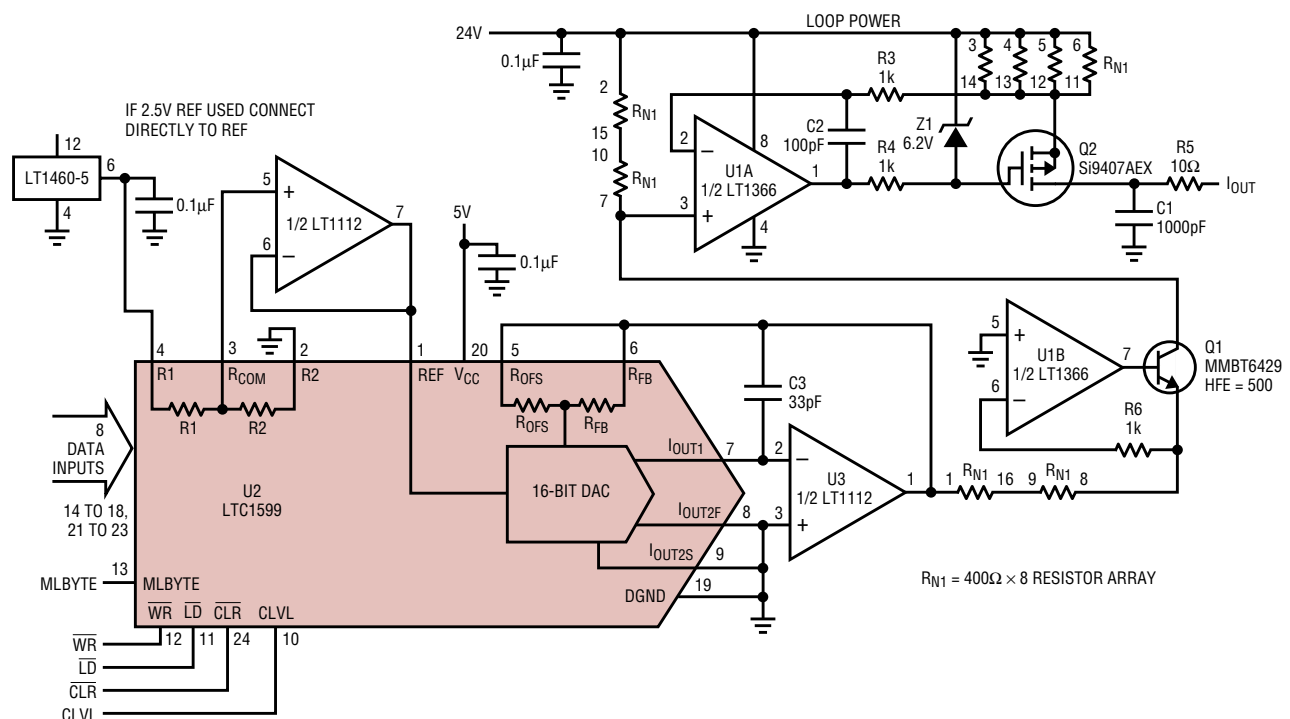 LOOP POWER
24V
0.1µF
2
RN1
15
10
RN1
7
R3
1k
3
14
4
13
5
12
6
11
RN1
C2
100pF
Z1
6.2V
R4
1k
2
–
8
U1A
1/2 LT1366
1
3
+
4
Q2
Si9407AEX
R5
10Ω
IOUT
C1
1000pF
IF 2.5V REF USED CONNECT
DIRECTLY TO REF
12
LT1460-5
6
4
0.1µF
5
+
1/2 LT1112
7
6
–
5V
0.1µF
4
R1
3
RCOM
2
R2
1
REF
20
VCC
5
ROFS
6
RFB
R1
R2
ROFS
RFB
C3
33pF
5
+
U1B
1/2 LT1366
7
6
–
Q1
MMBT6429
HFE = 500
R6
1k
8
DATA
INPUTS
14 TO 18,
21 TO 23
U2
LTC1599
16-BIT DAC
IOUT1
7
IOUT2F
8
IOUT2S
9
DGND
19
2
–
U3
1/2 LT1112
1
3
+
1
RN1
16
9
RN1
8
RN1 = 400Ω × 8 RESISTOR ARRAY
MLBYTE
13
MLBYTE
WR
LD
CLR
CLVL
12
11
24
10
WR
LD
CLR
CLVL